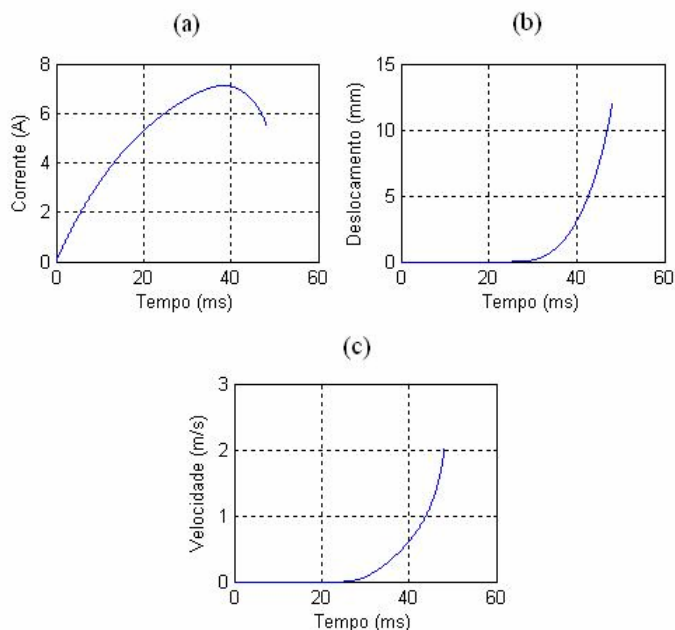 (a)
8
6
4
2
0
0 20 40 60
Corrente (A)
Tempo (ms)
(b)
15
10
5
0
0 20 40 60
Deslocamento (mm)
Tempo (ms)
(c)
3
2
1
0
0 20 40 60
Velocidade (m/s)
Tempo (ms)